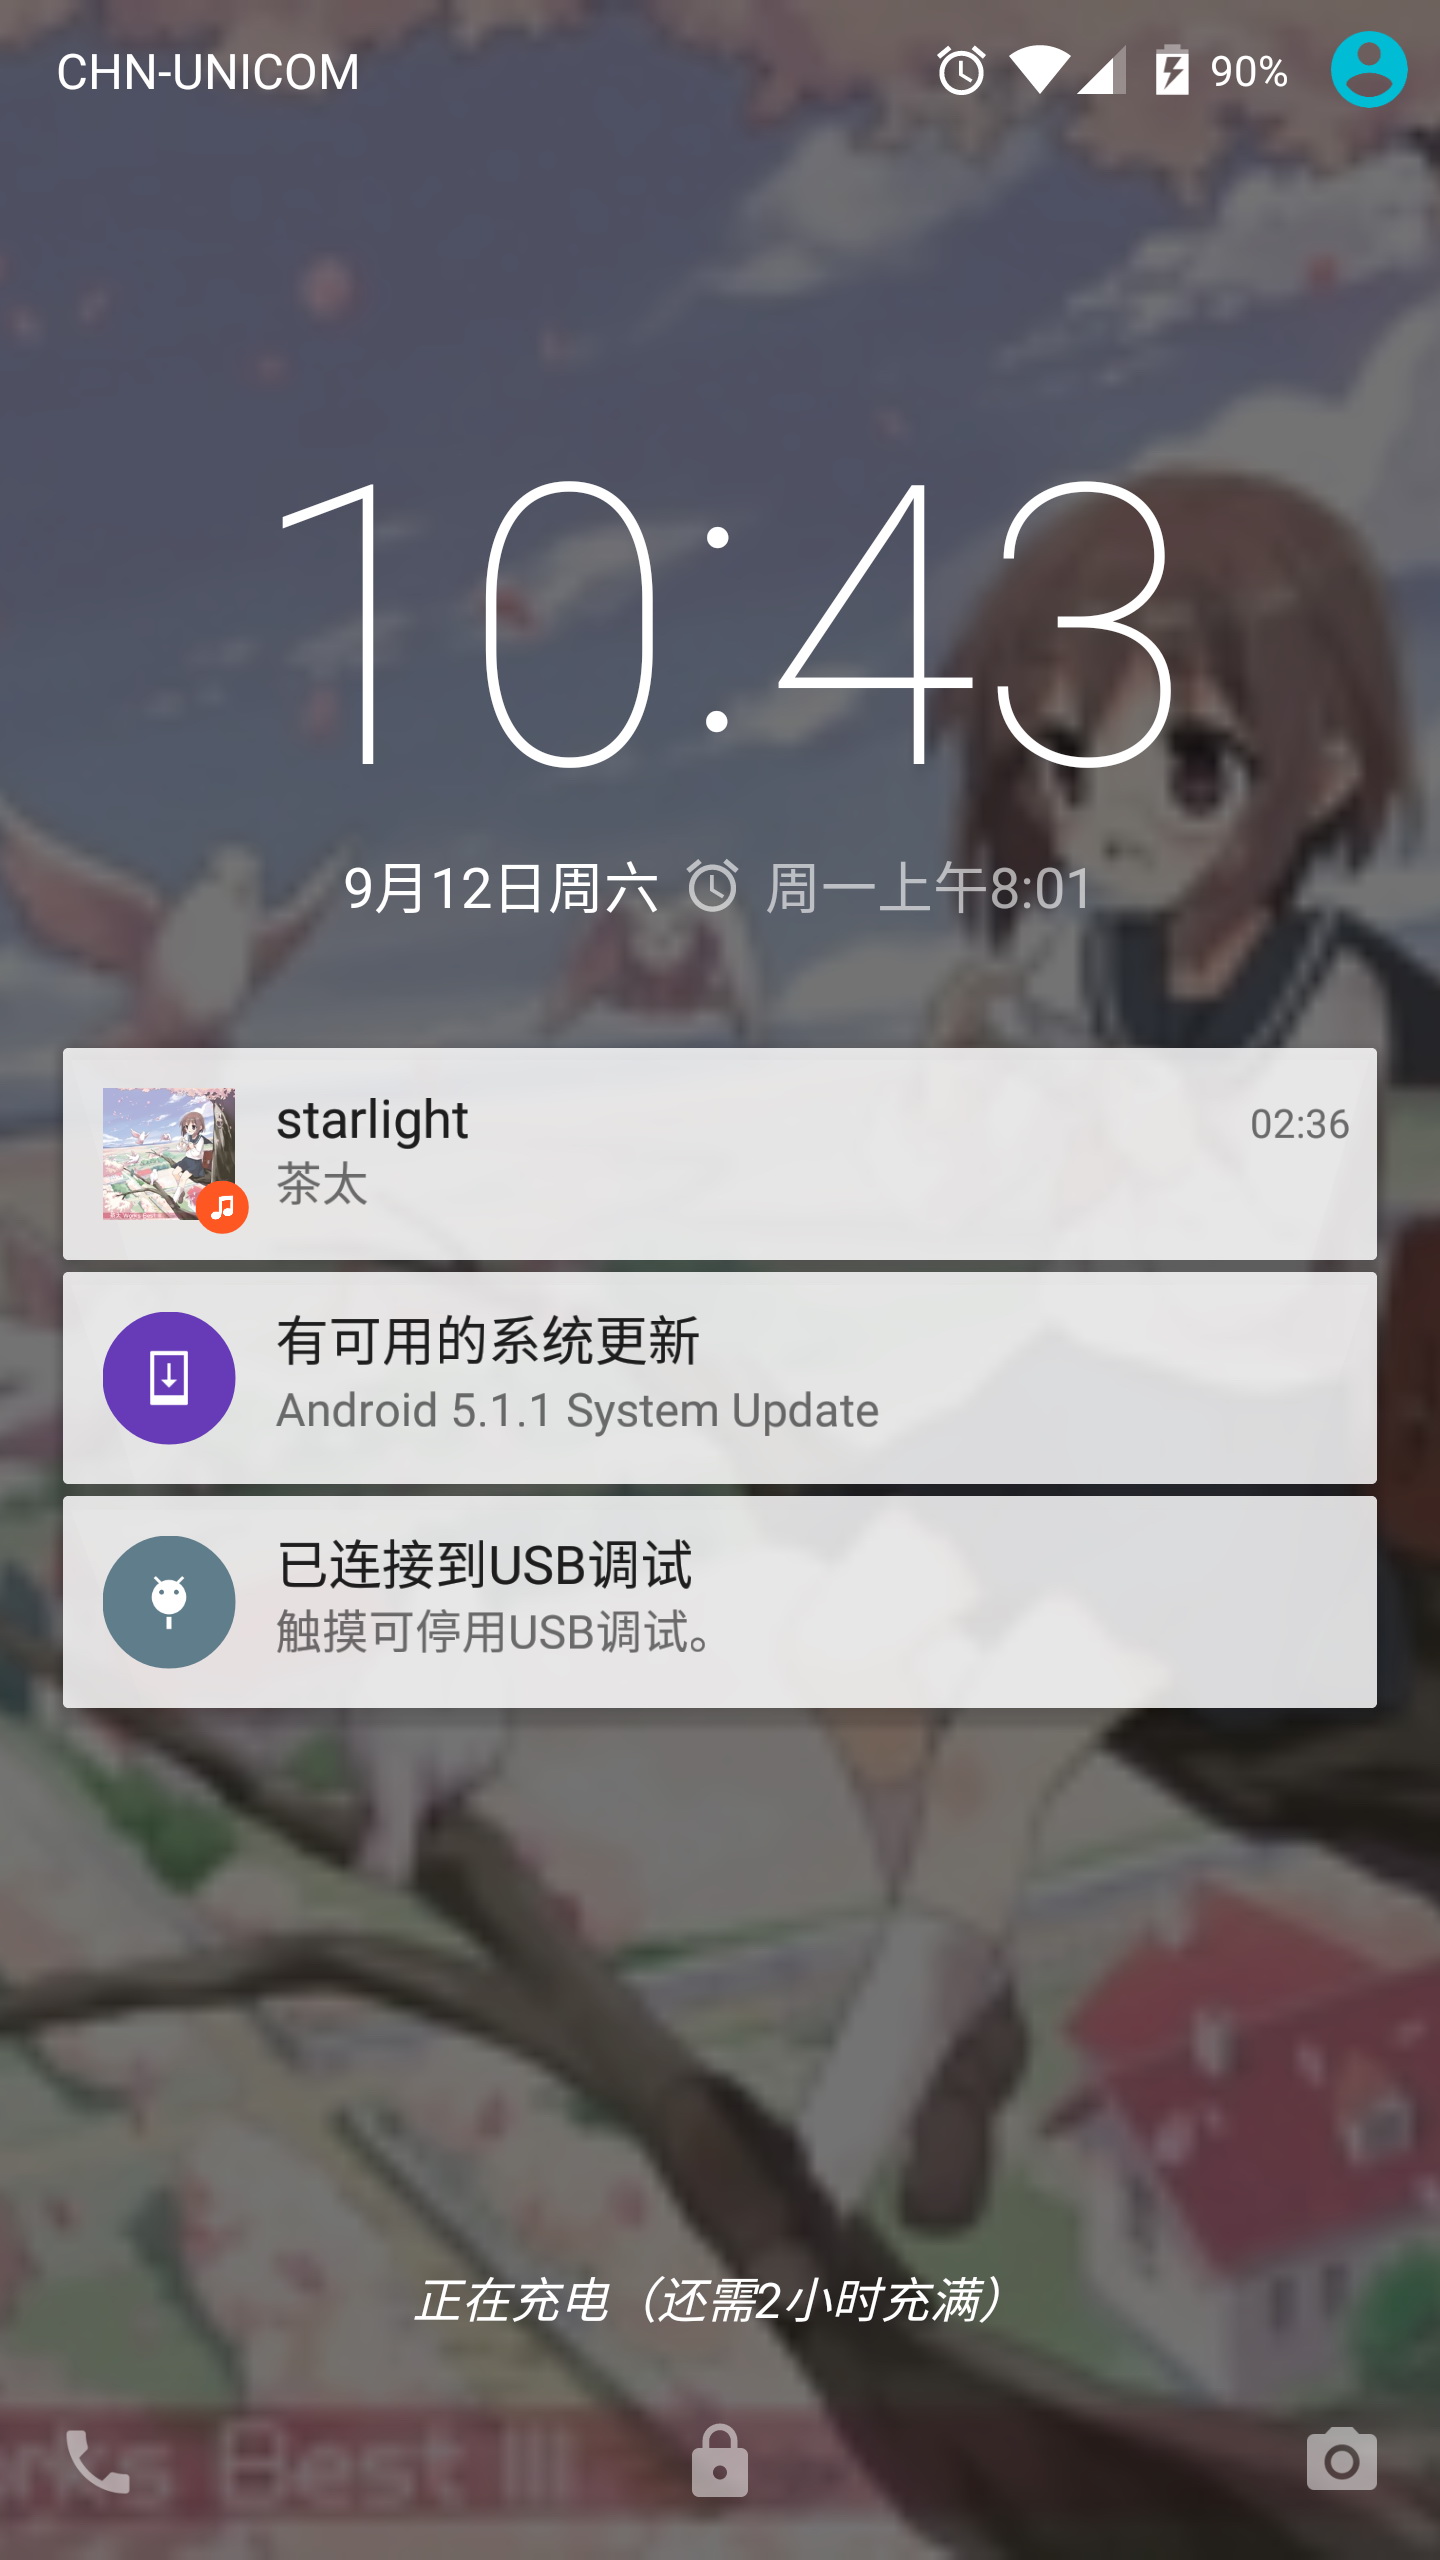 CHN-UNICOM 90%
10:43
9月12日周六 周一上午8:01
starlight 02:36
茶太
有可用的系统更新
Android 5.1.1 System Update
已连接到USB调试
触摸可停用USB调试。
正在充电（还需2小时充满）
Best III